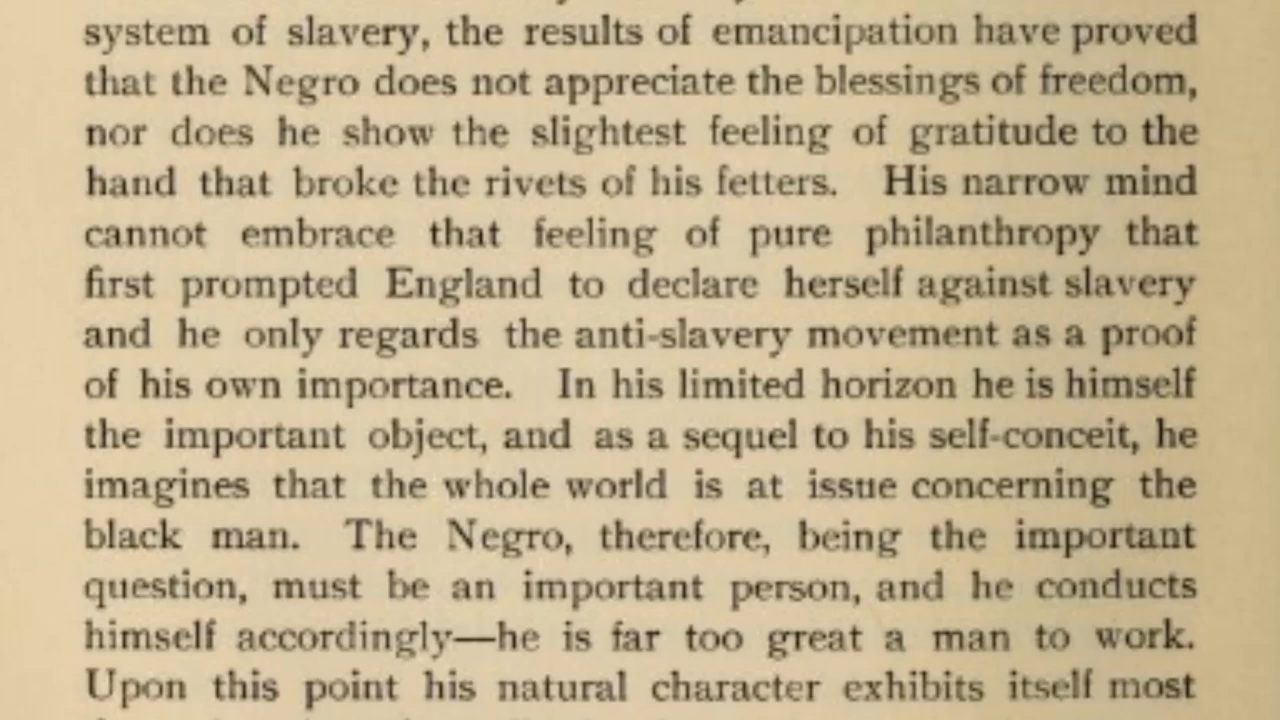 system of slavery, the results of emancipation have proved
that the Negro does not appreciate the blessings of freedom,
nor does he show the slightest feeling of gratitude to the
hand that broke the rivets of his fetters. His narrow mind
cannot embrace that feeling of pure philanthropy that
first prompted England to declare herself against slavery
and he only regards the anti-slavery movement as a proof
of his own importance. In his limited horizon he is himself
the important object, and as a sequel to his self-conceit, he
imagines that the whole world is at issue concerning the
black man. The Negro, therefore, being the important
question, must be an important person, and he conducts
himself accordingly—he is far too great a man to work.
Upon this point his natural character exhibits itself most